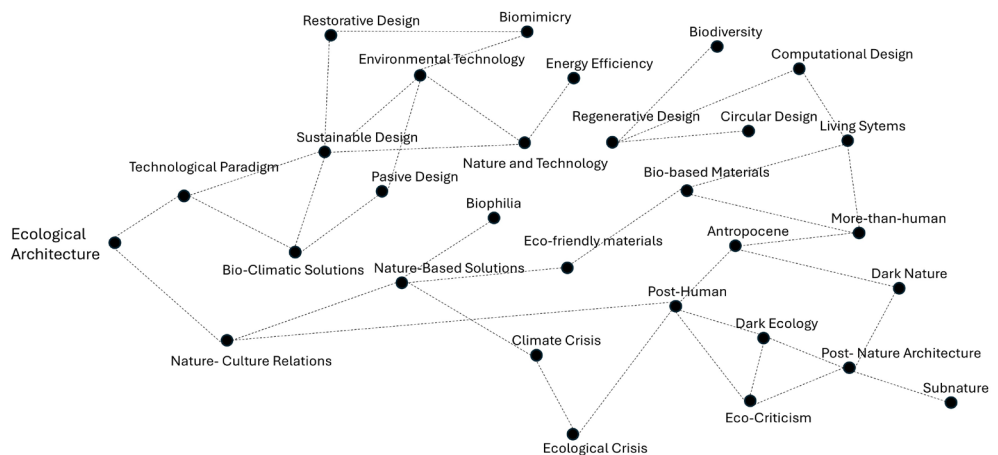 Restorative Design
Biomimicry
Biodiversity
Environmental Technology
Energy Efficiency
Computational Design
Regenerative Design
Circular Design
Living Sytems
Sustainable Design
Technological Paradigm
Nature and Technology
Pasive Design
Bio-based Materials
Biophilia
More-than-human
Ecological
Architecture
Antropocene
Eco-friendly materials
Bio-Climatic Solutions
Nature-Based Solutions
Dark Nature
Post-Human
Dark Ecology
Climate Crisis
Nature- Culture Relations
Post- Nature Architecture
Subnature
Eco-Criticism
Ecological Crisis